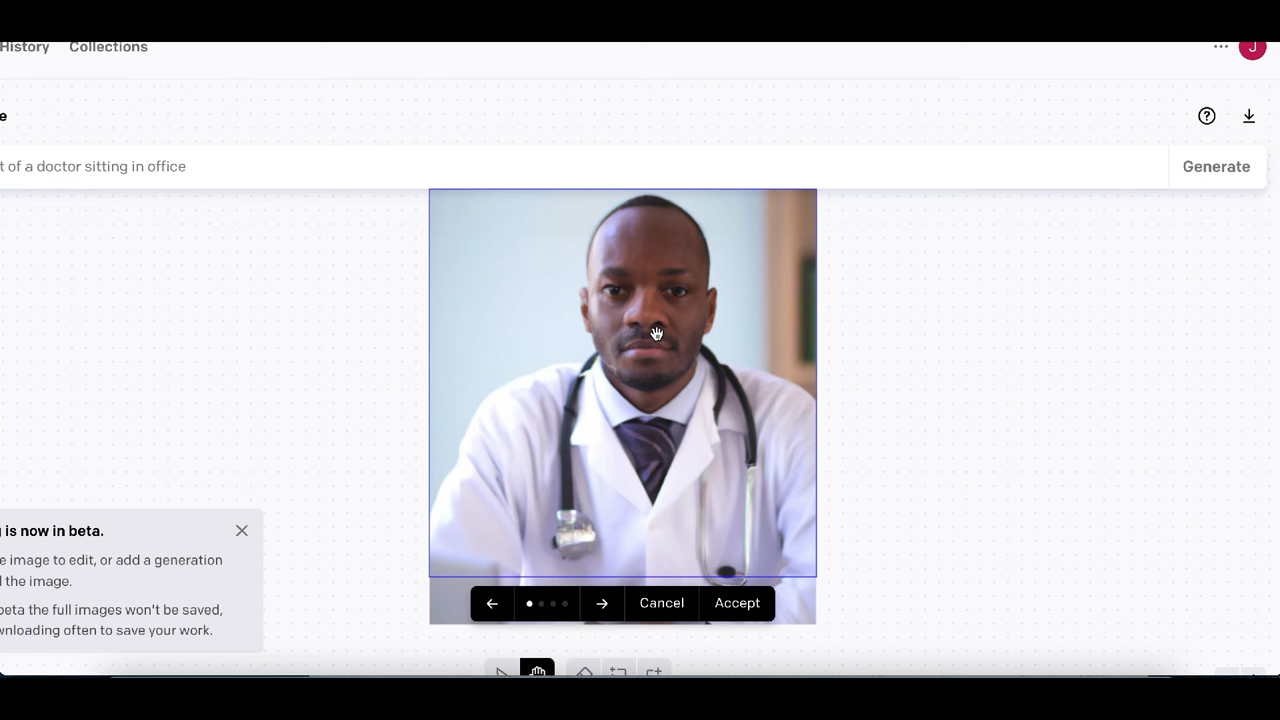 History Collections
J
e
t of a doctor sitting in office
Generate
g is now in beta.
e image to edit, or add a generation
d the image.
beta the full images won't be saved,
wnloading often to save your work.
Cancel Accept